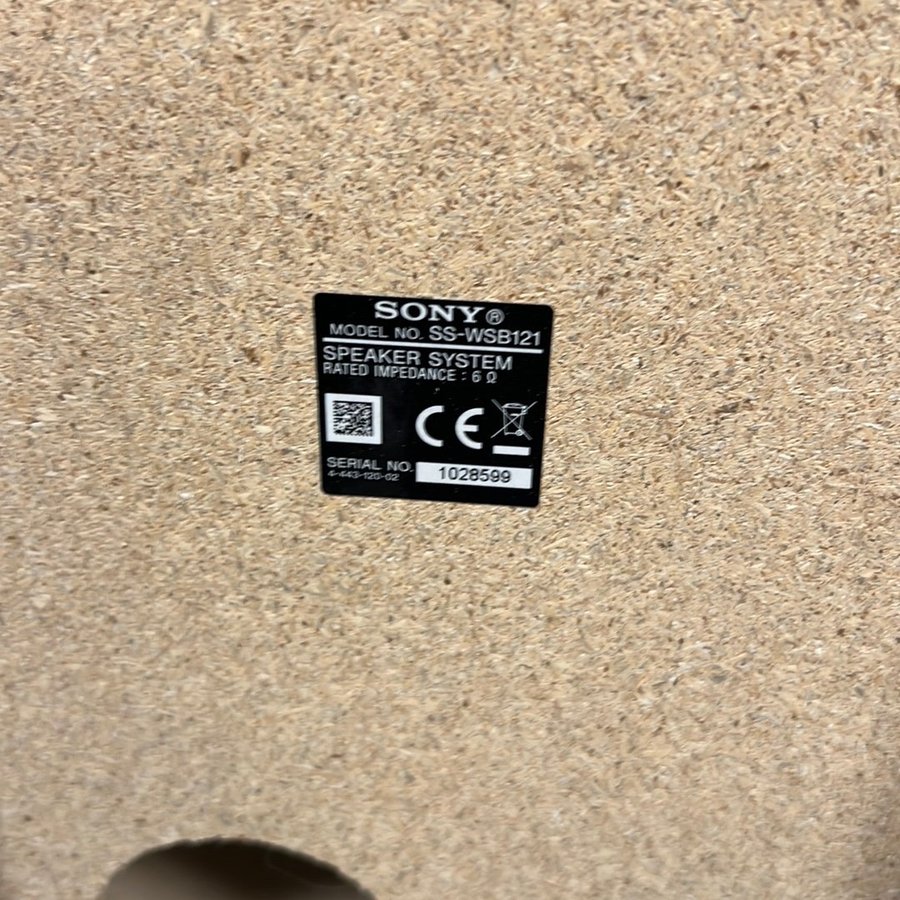 SONY®
MODEL NO. SS-WSB121
SPEAKER SYSTEM
RATED IMPEDANCE : 6 Ω
CE
SERIAL NO. 1028599
4-443-120-02